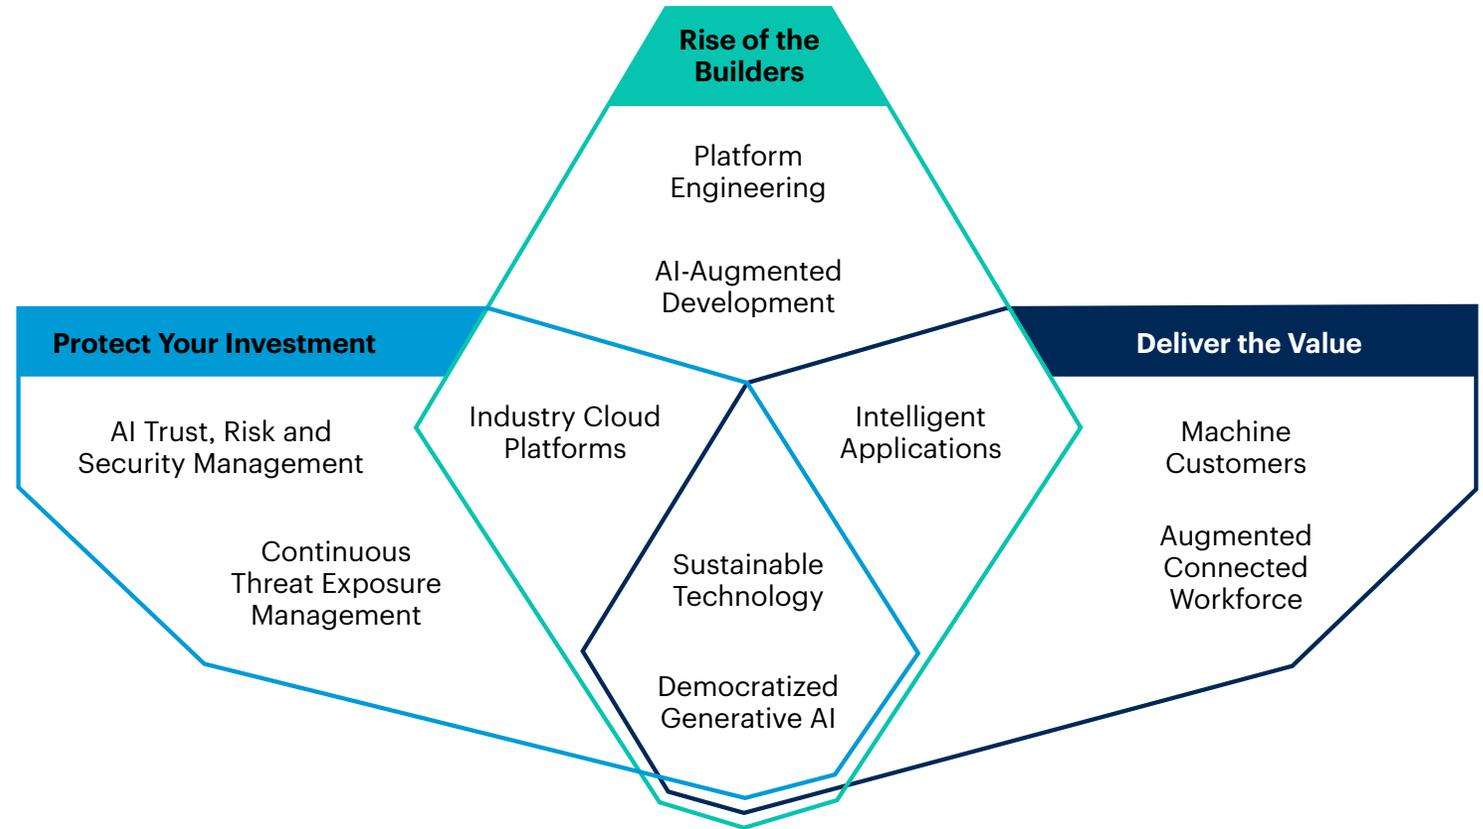 Rise of the
Builders
Platform
Engineering
AI-Augmented
Development
Protect Your Investment
Deliver the Value
AI Trust, Risk and
Security Management
Continuous
Threat Exposure
Management
Industry Cloud
Platforms
Intelligent
Applications
Machine
Customers
Augmented
Connected
Workforce
Sustainable
Technology
Democratized
Generative AI